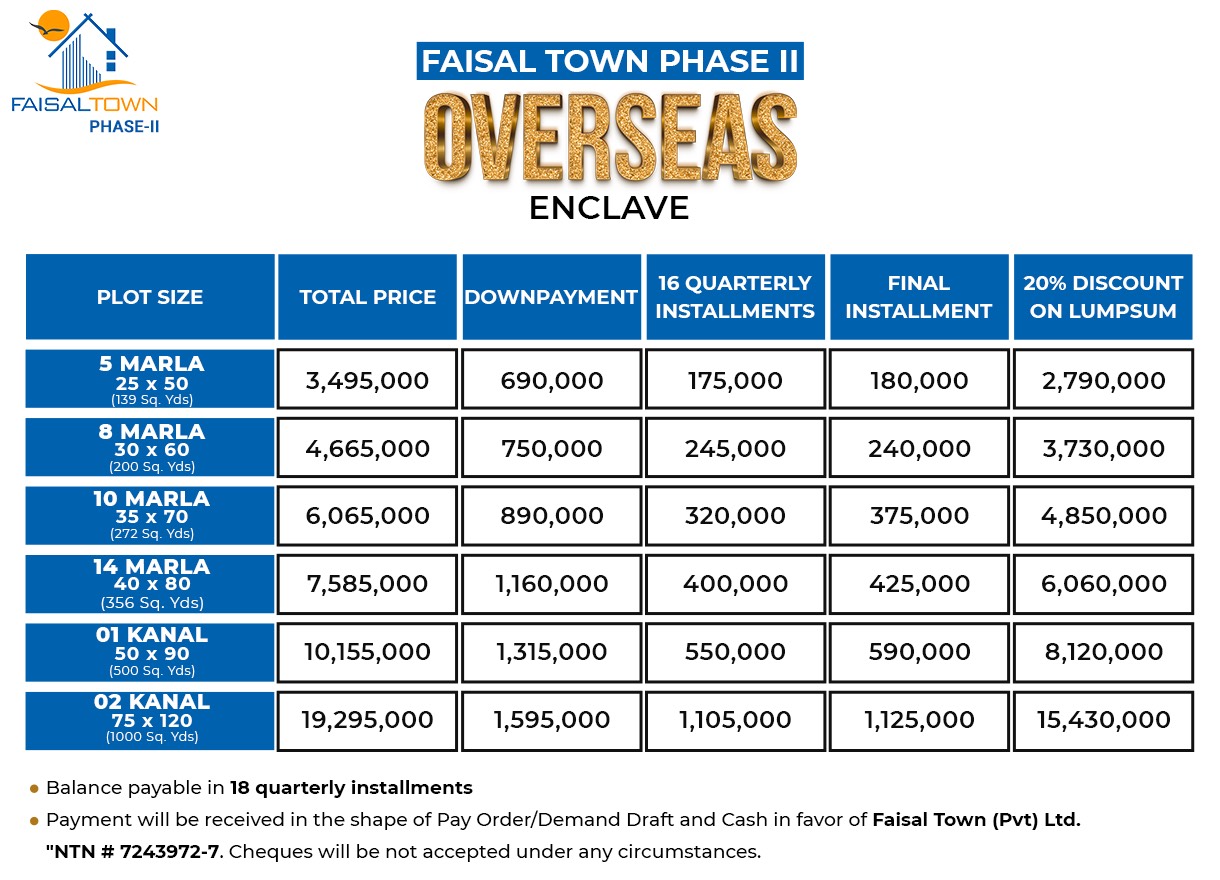 FAISALTOWN
PHASE-II
FAISAL TOWN PHASE II
OVERSEAS
ENCLAVE
PLOT SIZE TOTAL PRICE DOWNPAYMENT 16 QUARTERLY INSTALLMENTS FINAL INSTALLMENT 20% DISCOUNT ON LUMPSUM
5 MARLA
25 x 50
(139 Sq. Yds)
3,495,000 690,000 175,000 180,000 2,790,000
8 MARLA
30 x 60
(200 Sq. Yds)
4,665,000 750,000 245,000 240,000 3,730,000
10 MARLA
35 x 70
(272 Sq. Yds)
6,065,000 890,000 320,000 375,000 4,850,000
14 MARLA
40 x 80
(356 Sq. Yds)
7,585,000 1,160,000 400,000 425,000 6,060,000
01 KANAL
50 x 90
(500 Sq. Yds)
10,155,000 1,315,000 550,000 590,000 8,120,000
02 KANAL
75 x 120
(1000 Sq. Yds)
19,295,000 1,595,000 1,105,000 1,125,000 15,430,000
• Balance payable in 18 quarterly installments
• Payment will be received in the shape of Pay Order/Demand Draft and Cash in favor of Faisal Town (Pvt) Ltd.
"NTN # 7243972-7. Cheques will be not accepted under any circumstances.